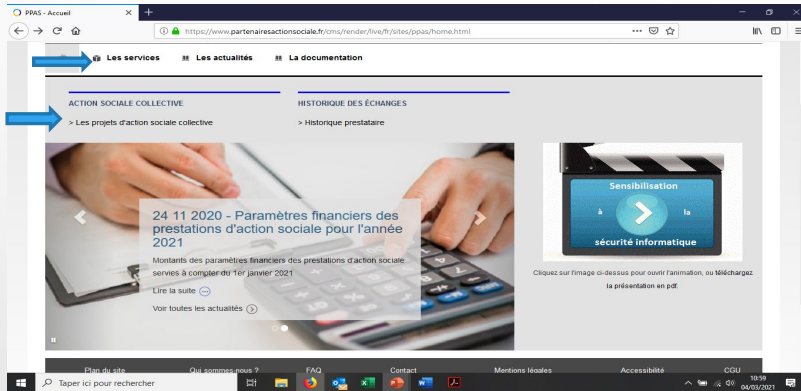 PPAS - Accueil
https://www.partenairesactionsociale.fr/cms/render/live/fr/sites/ppas/home.html
Les services
Les actualités
La documentation
ACTION SOCIALE COLLECTIVE
HISTORIQUE DES ÉCHANGES
> Les projets d'action sociale collective
> Historique prestataire
24 11 2020 - Paramètres financiers des
prestations d'action sociale pour l'année
2021
Montants des paramètres financiers des prestations d'action sociale
servies à compter du 1er janvier 2021
Lire la suite
Voir toutes les actualités
Sensibilisation
à la
sécurité informatique
Cliquez sur l'image ci-dessus pour ouvrir l'animation, ou téléchargez
la présentation en pdf.
Plan du site
Qui sommes-nous ?
FAQ
Contact
Mentions légales
Accessibilité
CGU
Taper ici pour rechercher
10:59
04/03/2021